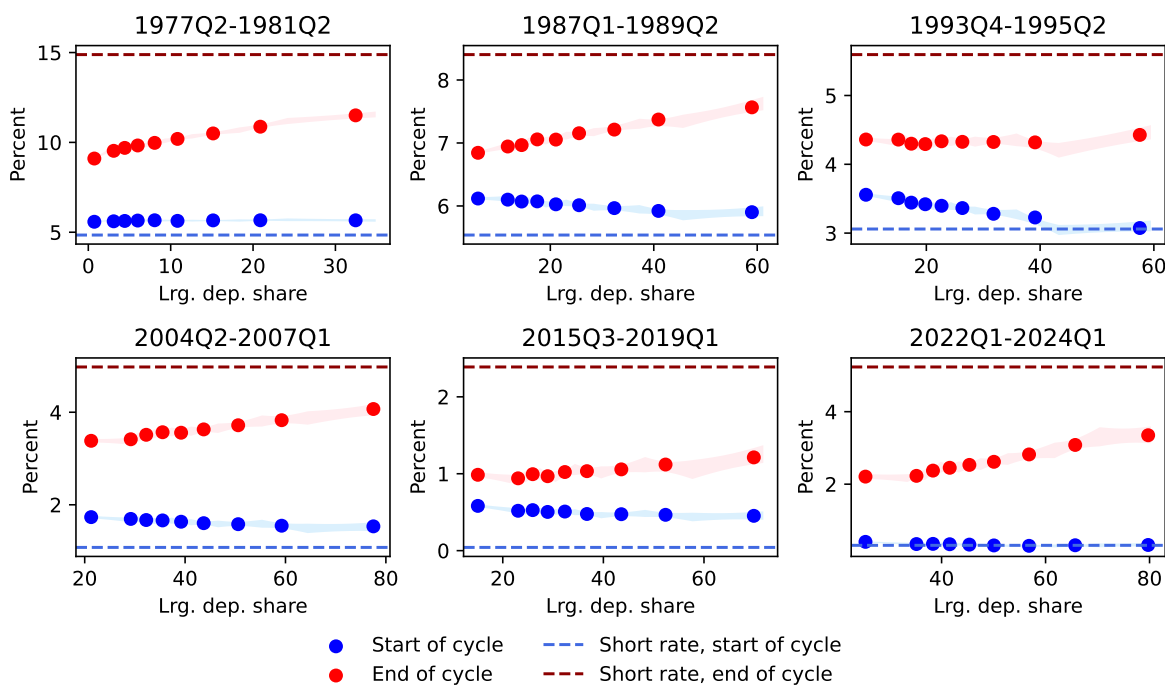 1977Q2-1981Q2
1987Q1-1989Q2
1993Q4-1995Q2
15
10
5
Percent
0
10
20
30
Lrg. dep. share
8
7
6
Percent
20
40
60
Lrg. dep. share
5
4
3
Percent
20
40
60
Lrg. dep. share
2004Q2-2007Q1
2015Q3-2019Q1
2022Q1-2024Q1
4
2
Percent
20
40
60
80
Lrg. dep. share
2
1
0
Percent
20
40
60
Lrg. dep. share
4
2
Percent
40
60
80
Lrg. dep. share
Start of cycle
End of cycle
Short rate, start of cycle
Short rate, end of cycle